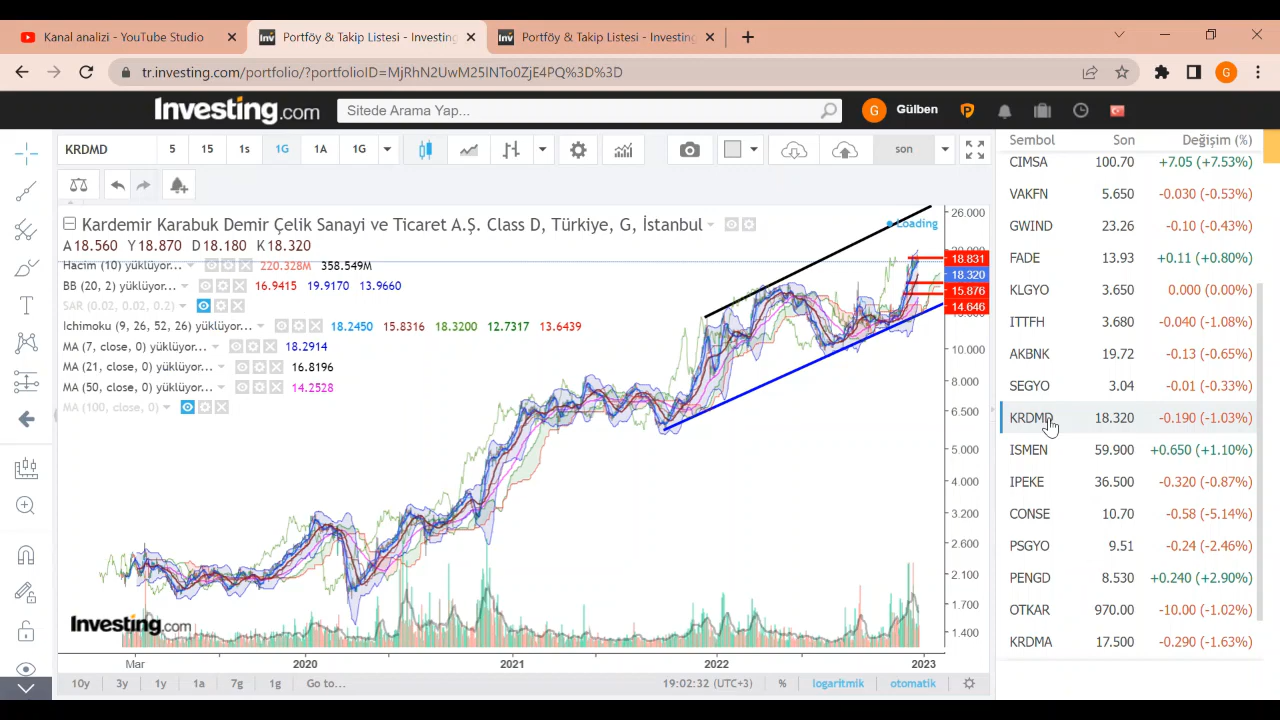 Kanal analizi - YouTube Studio
Portföy & Takip Listesi - Investing
Portföy & Takip Listesi - Investing
tr.investing.com/portfolio/?portfolioID=MjRhN2UwM25INTo0ZjE4PQ%3D%3D
G
Investing.com
Sitede Arama Yap...
G
Gülben
KRDMD
5
15
1s
1G
1A
1G
son
Kardemir Karabuk Demir Çelik Sanayi ve Ticaret A.Ş. Class D, Türkiye, G, İstanbul
Loading
A18.560 Y18.870 D18.180 K18.320
Hacim (10) yüklüyor... 220.328M 358.549M
BB (20, 2) yüklüyor... 16.9415 19.9170 13.9660
SAR (0.02, 0.02, 0.2)
Ichimoku (9, 26, 52, 26) yüklüyor... 18.2450 15.8316 18.3200 12.7317 13.6439
MA (7, close, 0) yüklüyor... 18.2914
MA (21, close, 0) yüklüyor... 16.8196
MA (50, close, 0) yüklüyor... 14.2528
MA (100, close, 0)
26.000
18.831
18.320
15.876
14.646
10.000
8.000
6.500
5.000
4.000
3.200
2.600
2.100
1.700
1.400
Investing.com
Mar 2020 2021 2022 2023
10y 3y 1y 1a 7g 1g Go to... 19:02:32 (UTC+3) % logaritmik otomatik
Sembol Son Değişim (%)
CIMSA 100.70 +7.05 (+7.53%)
VAKFN 5.650 -0.030 (-0.53%)
GWIND 23.26 -0.10 (-0.43%)
FADE 13.93 +0.11 (+0.80%)
KLGYO 3.650 0.000 (0.00%)
ITTFH 3.680 -0.040 (-1.08%)
AKBNK 19.72 -0.13 (-0.65%)
SEGYO 3.04 -0.01 (-0.33%)
KRDMD 18.320 -0.190 (-1.03%)
ISMEN 59.900 +0.650 (+1.10%)
IPEKE 36.500 -0.320 (-0.87%)
CONSE 10.70 -0.58 (-5.14%)
PSGYO 9.51 -0.24 (-2.46%)
PENGD 8.530 +0.240 (+2.90%)
OTKAR 970.00 -10.00 (-1.02%)
KRDMA 17.500 -0.290 (-1.63%)